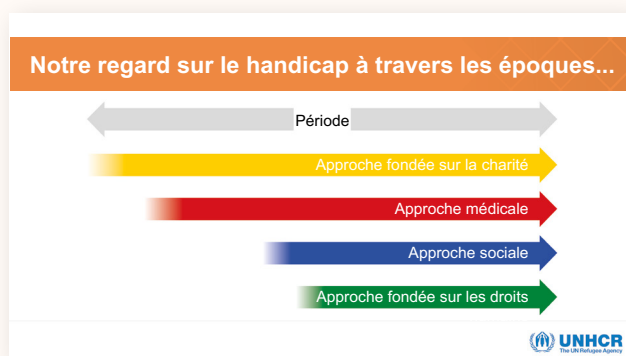 Notre regard sur le handicap à travers les époques...
Période
Approche fondée sur la charité
Approche médicale
Approche sociale
Approche fondée sur les droits
UNHCR
The UN Refugee Agency